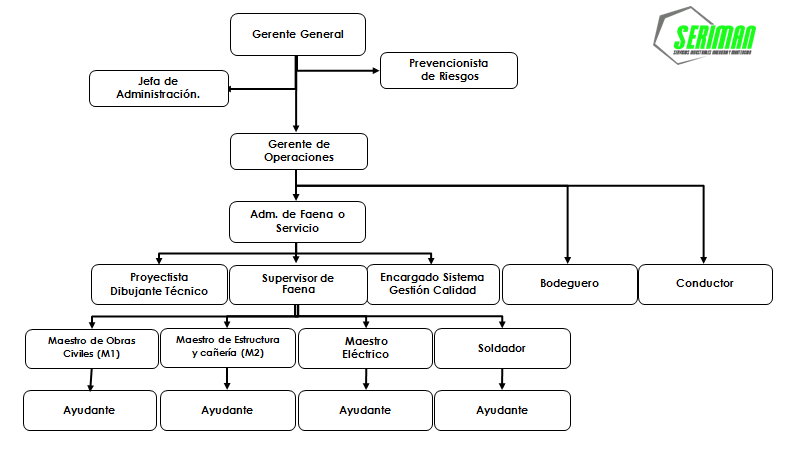 Gerente General
SERIMAN
Prevencionista
de Riesgos
Jefa de
Administración.
Gerente de
Operaciones
Adm. de Faena o
Servicio
Proyectista
Dibujante Técnico
Supervisor de
Faena
Encargado Sistema
Gestión Calidad
Bodeguero
Conductor
Maestro de Obras
Civiles (M1)
Maestro de Estructura
y cañería (M2)
Maestro
Eléctrico
Soldador
Ayudante
Ayudante
Ayudante
Ayudante